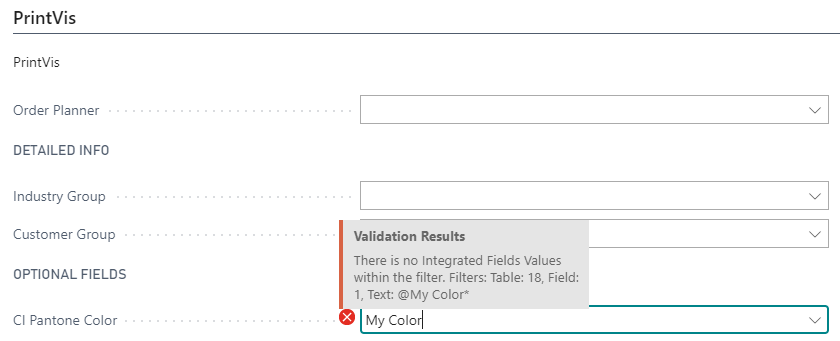 PrintVis
PrintVis
Order Planner
DETAILED INFO
Industry Group
Customer Group
Validation Results
There is no Integrated Fields Values
within the filter. Filters: Table: 18, Field:
1, Text: @My Color*
OPTIONAL FIELDS
CI Pantone Color
My Color